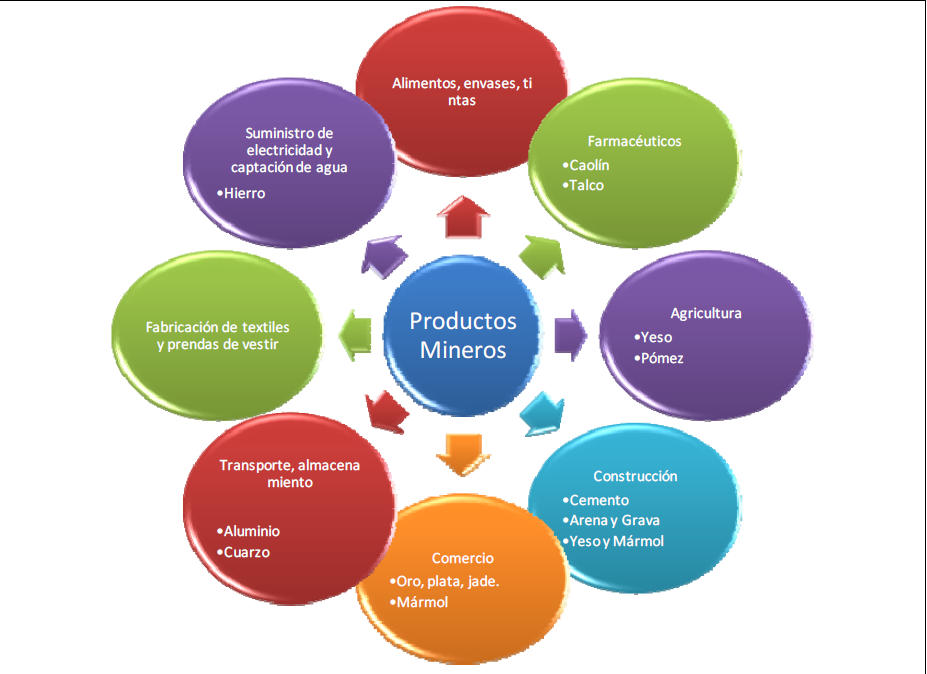 Alimentos, envases, ti
ntas
Farmacéuticos
•Caolín
•Talco
Agricultura
•Yeso
•Pómez
Construcción
•Cemento
•Arena y Grava
•Yeso y Mármol
Comercio
•Oro, plata, jade.
•Mármol
Transporte, almacena
miento
•Aluminio
•Cuarzo
Fabricación de textiles
y prendas de vestir
Suministro de
electricidad y
captación de agua
•Hierro
Productos
Mineros